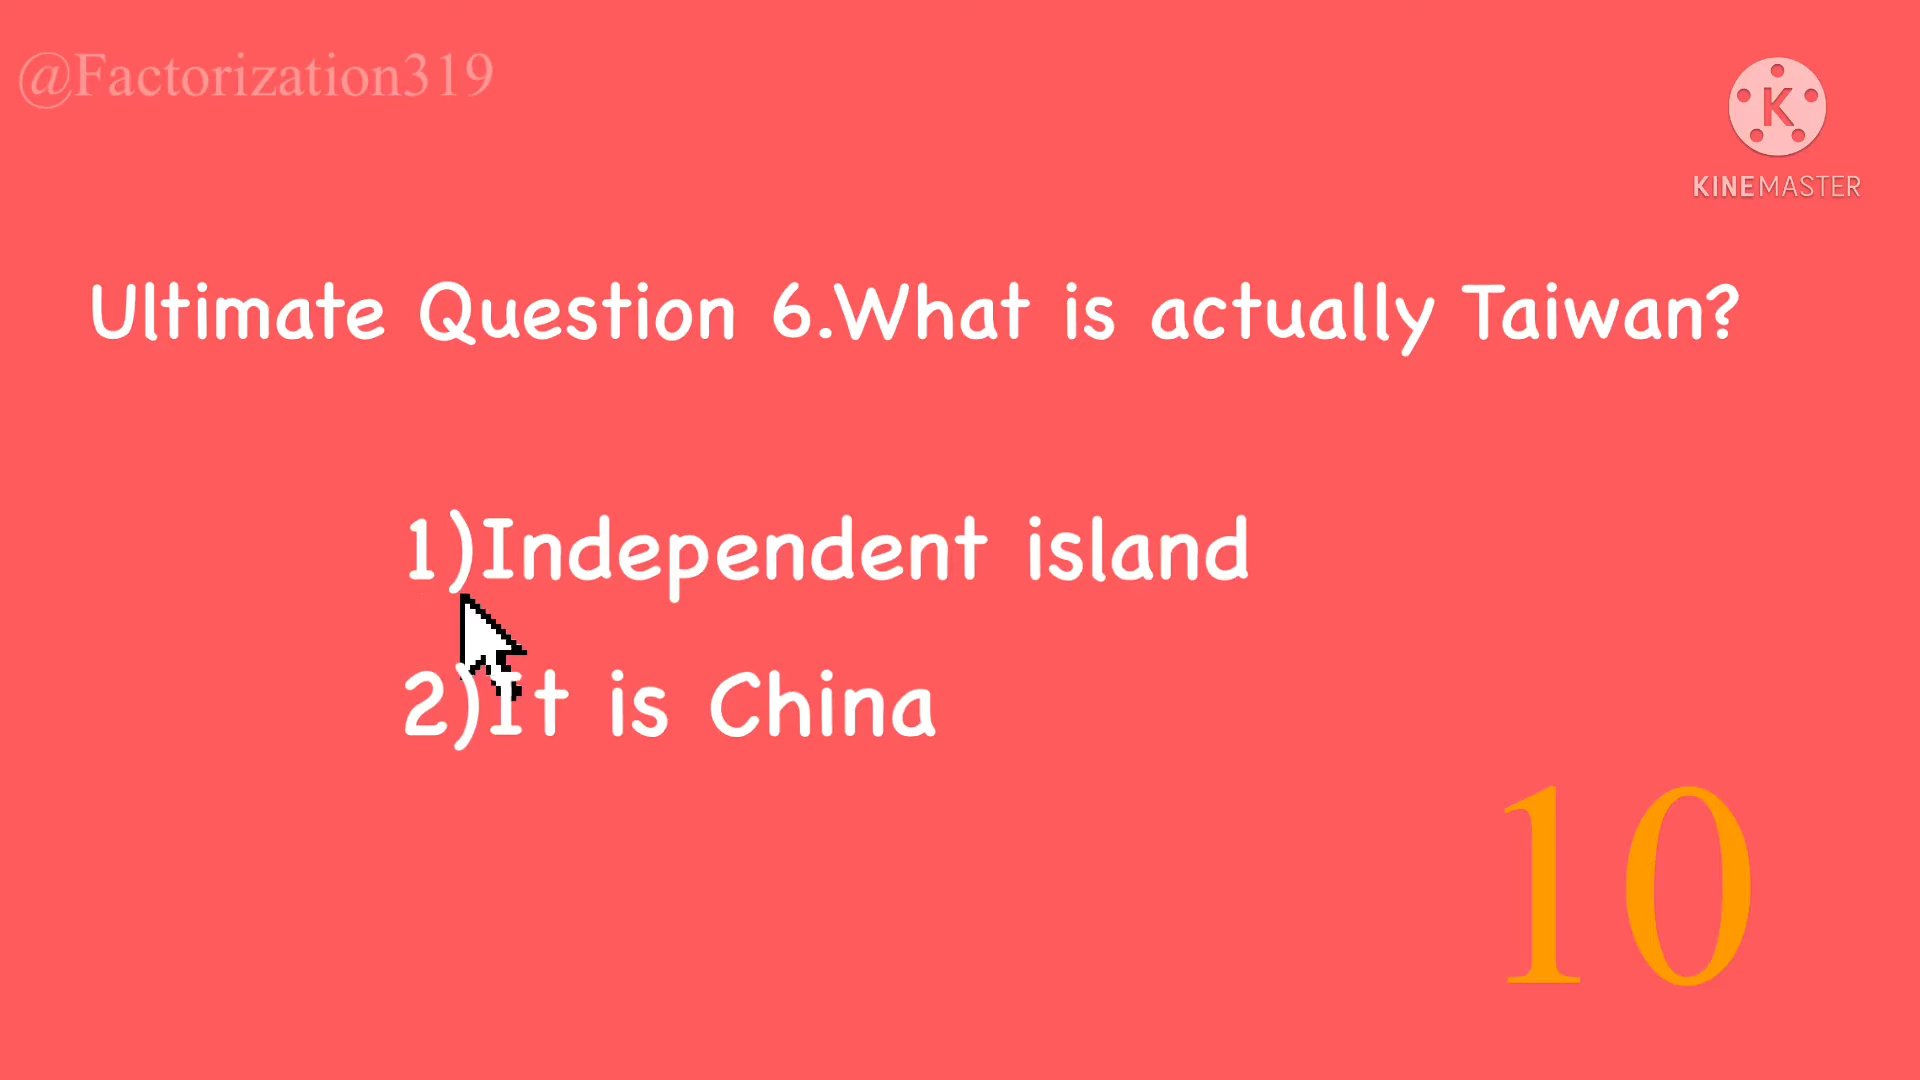 @Factorization319
KINEMASTER
Ultimate Question 6.What is actually Taiwan?
1)Independent island
2)It is China
10